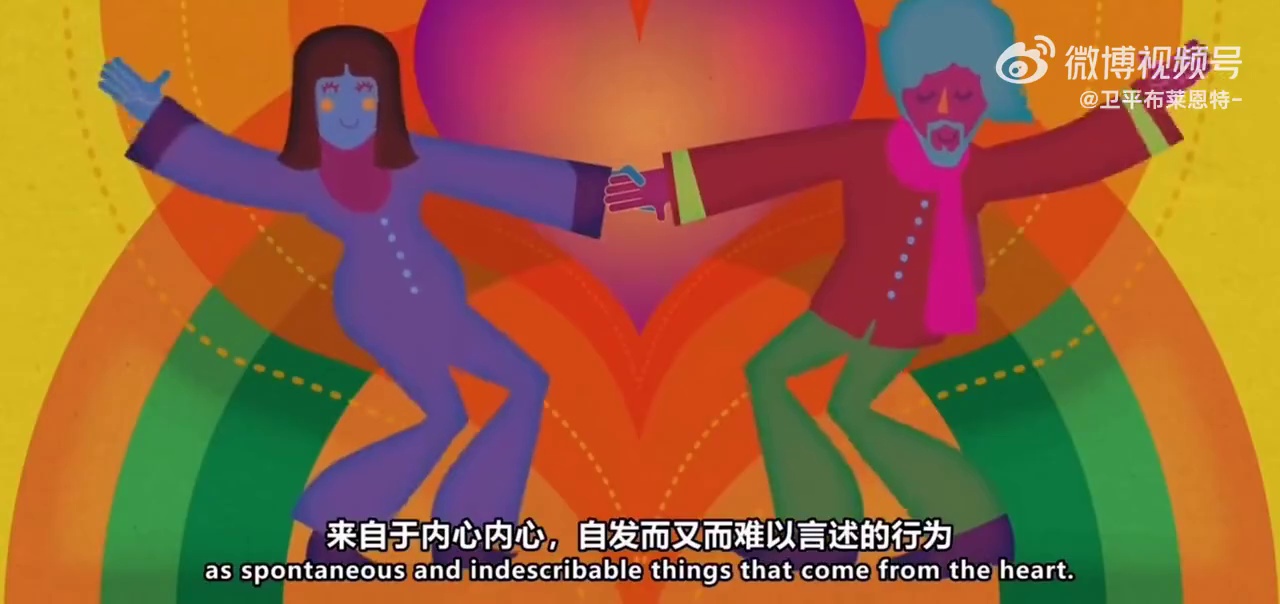 微博视频号
@卫平布莱恩特-
来自于内心内心，自发而又而难以言述的行为
as spontaneous and indescribable things that come from the heart.